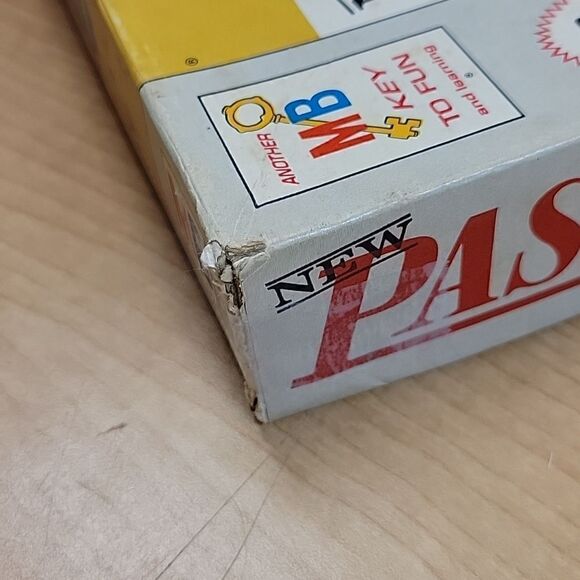 ®
ANOTHER
MB
KEY
TO FUN
and learning®
NEW
PAS